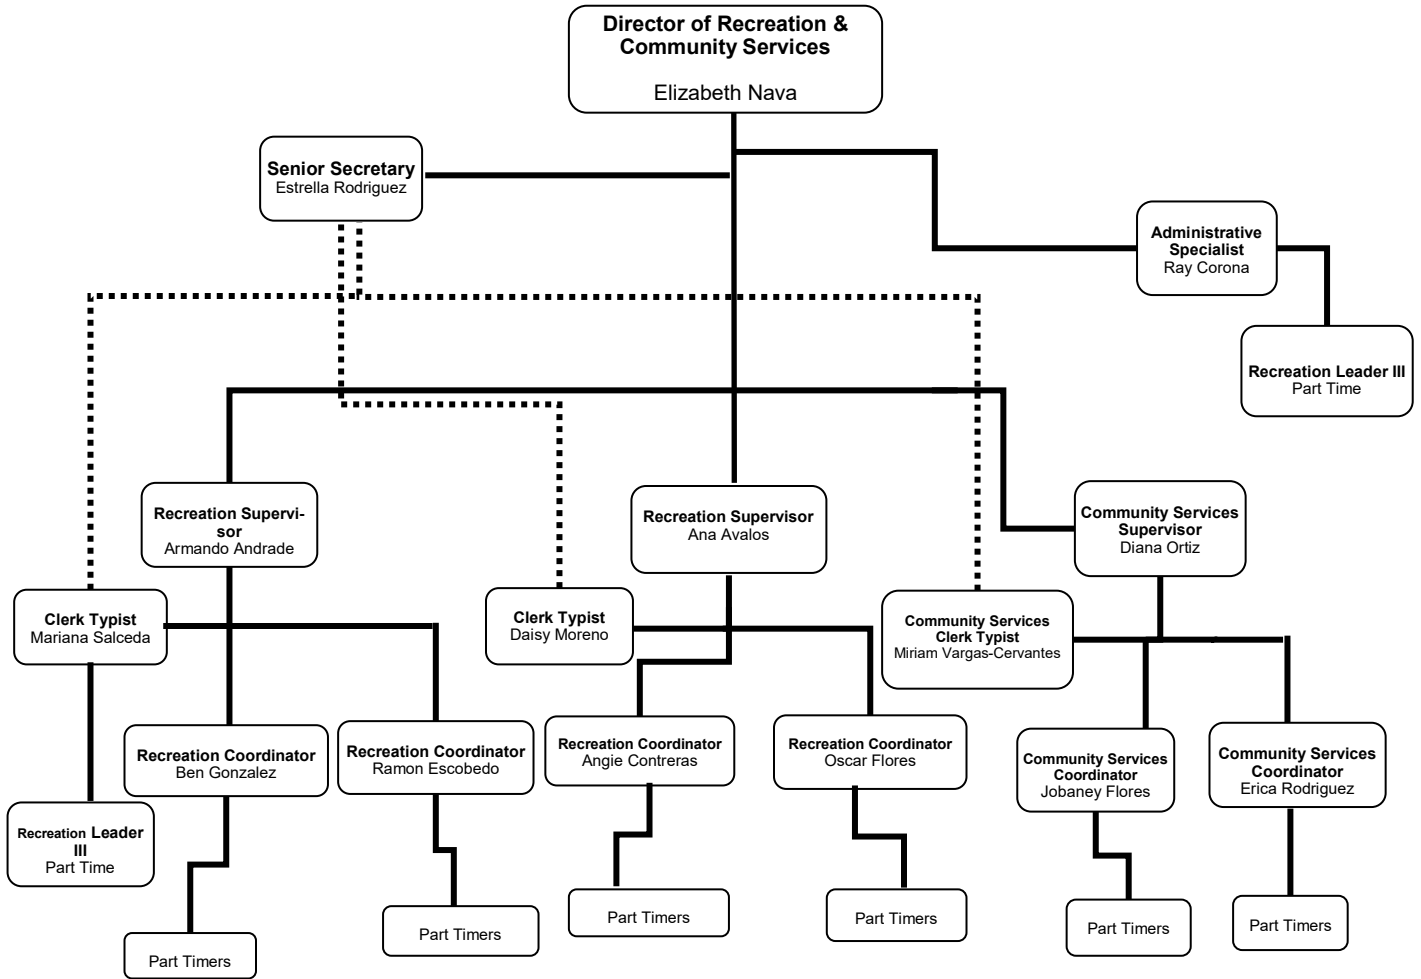 Director of Recreation &
Community Services
Elizabeth Nava
Senior Secretary
Estrella Rodriguez
Administrative
Specialist
Ray Corona
Recreation Leader III
Part Time
Recreation Supervi-
sor
Armando Andrade
Recreation Supervisor
Ana Avalos
Community Services
Supervisor
Diana Ortiz
Clerk Typist
Mariana Salceda
Clerk Typist
Daisy Moreno
Community Services
Clerk Typist
Miriam Vargas-Cervantes
Recreation Coordinator
Ben Gonzalez
Recreation Coordinator
Ramon Escobedo
Recreation Coordinator
Angie Contreras
Recreation Coordinator
Oscar Flores
Community Services
Coordinator
Jobaney Flores
Community Services
Coordinator
Erica Rodriguez
Recreation Leader
III
Part Time
Part Timers
Part Timers
Part Timers
Part Timers
Part Timers
Part Timers